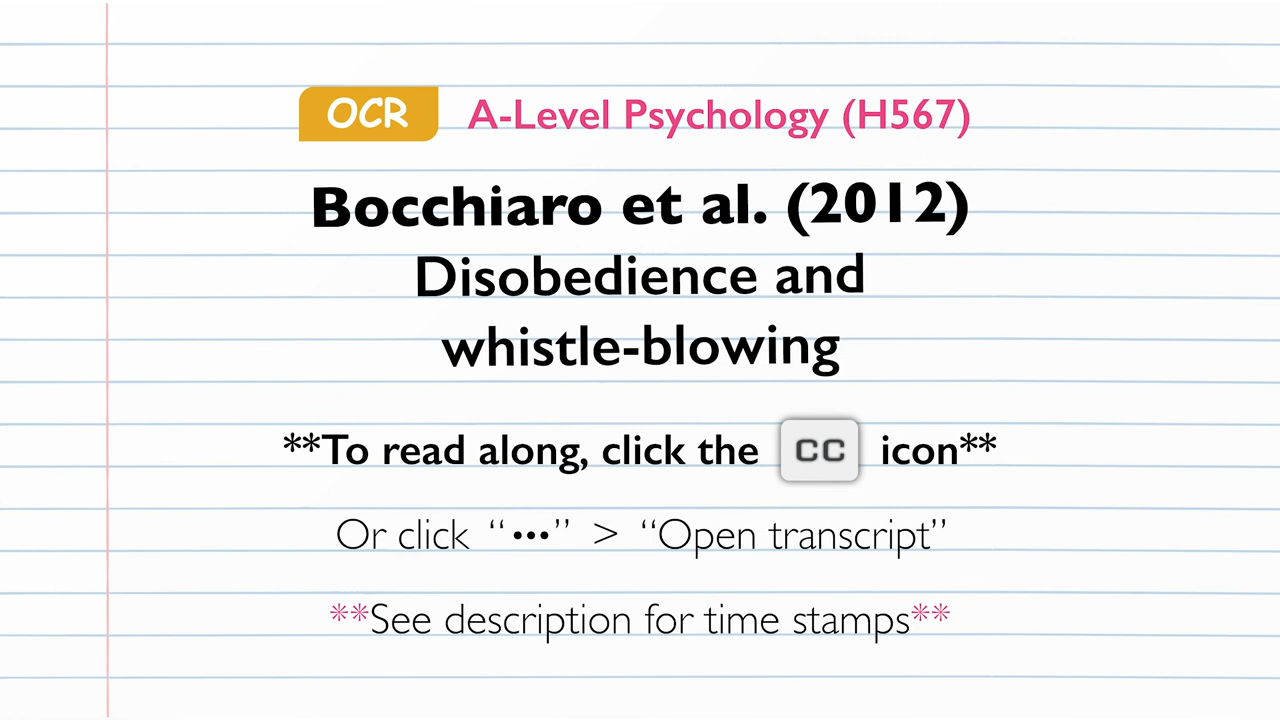 OCR A-Level Psychology (H567)
Bocchiaro et al. (2012)
Disobedience and
whistle-blowing
**To read along, click the CC icon**
Or click “•••” > “Open transcript”
**See description for time stamps**